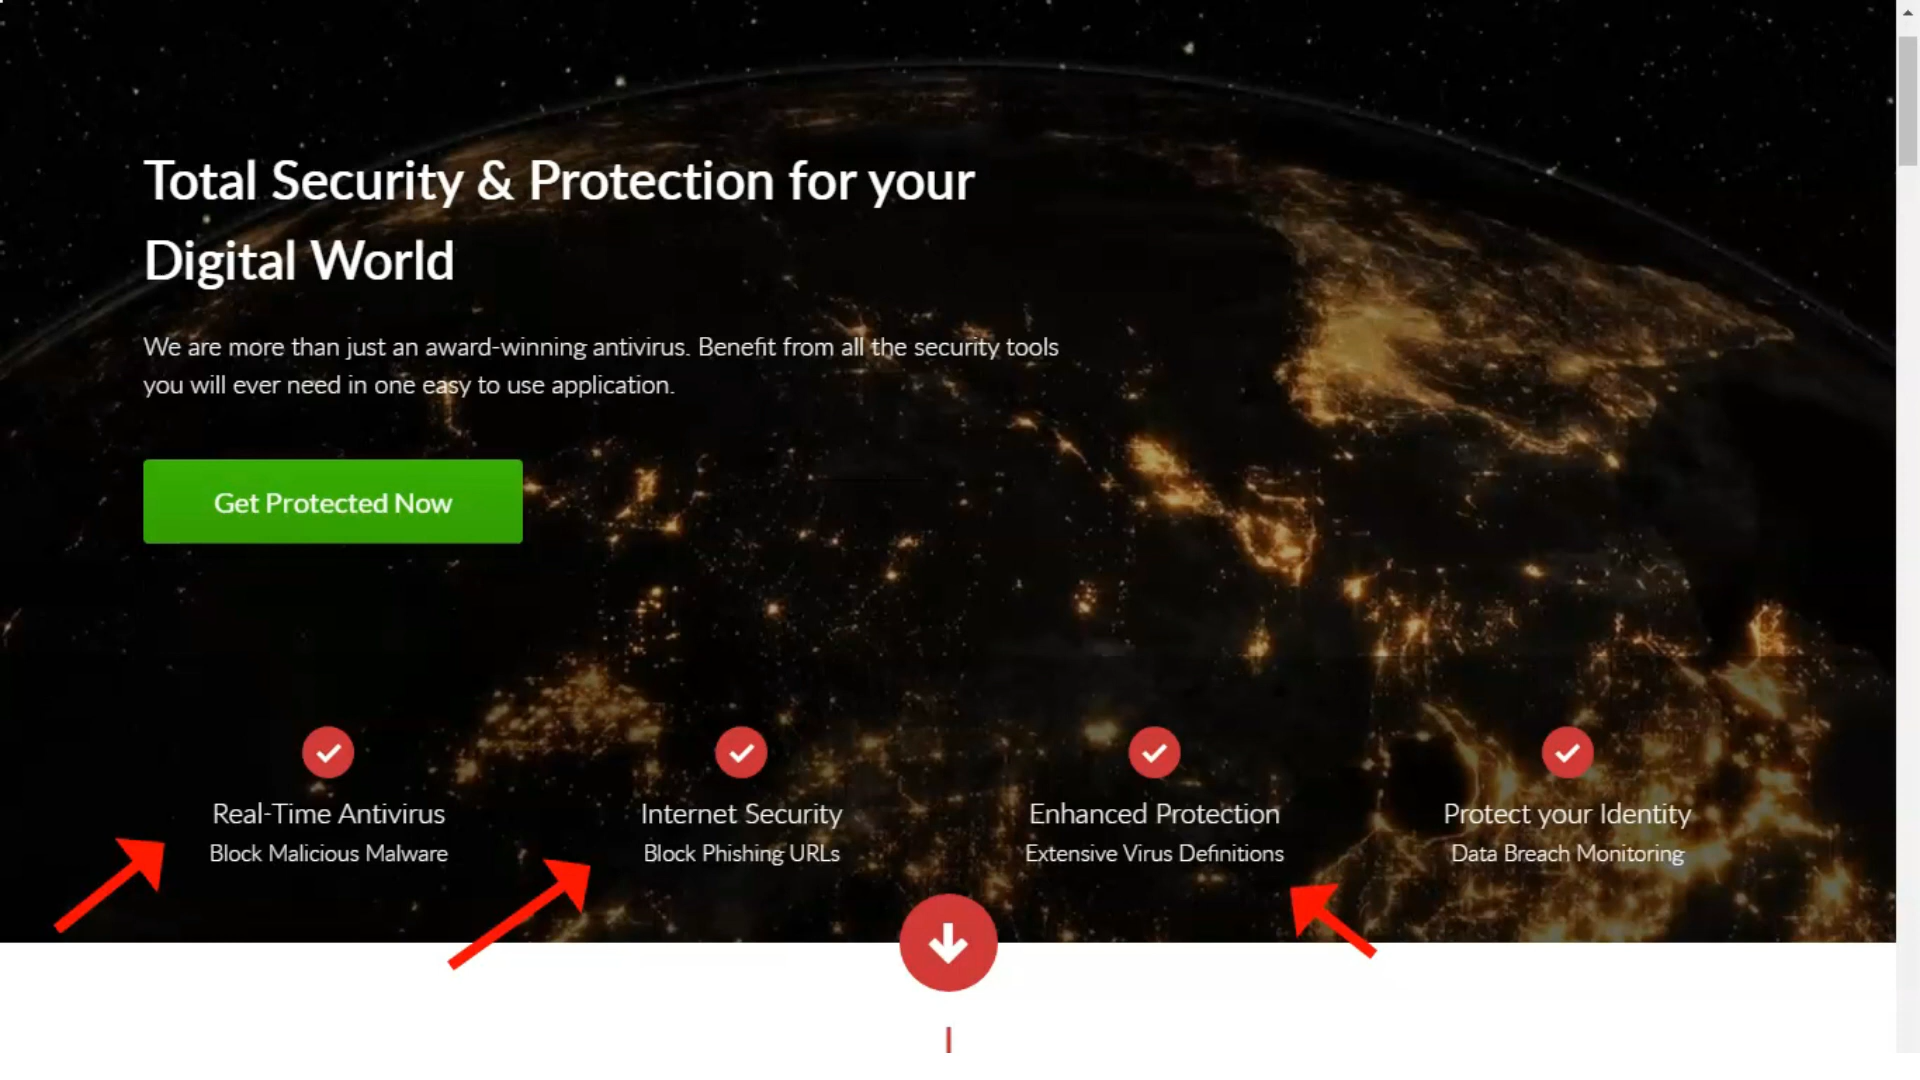 Total Security & Protection for your
Digital World
We are more than just an award-winning antivirus. Benefit from all the security tools
you will ever need in one easy to use application.
Get Protected Now
Real-Time Antivirus
Block Malicious Malware
Internet Security
Block Phishing URLs
Enhanced Protection
Extensive Virus Definitions
Protect your Identity
Data Breach Monitoring